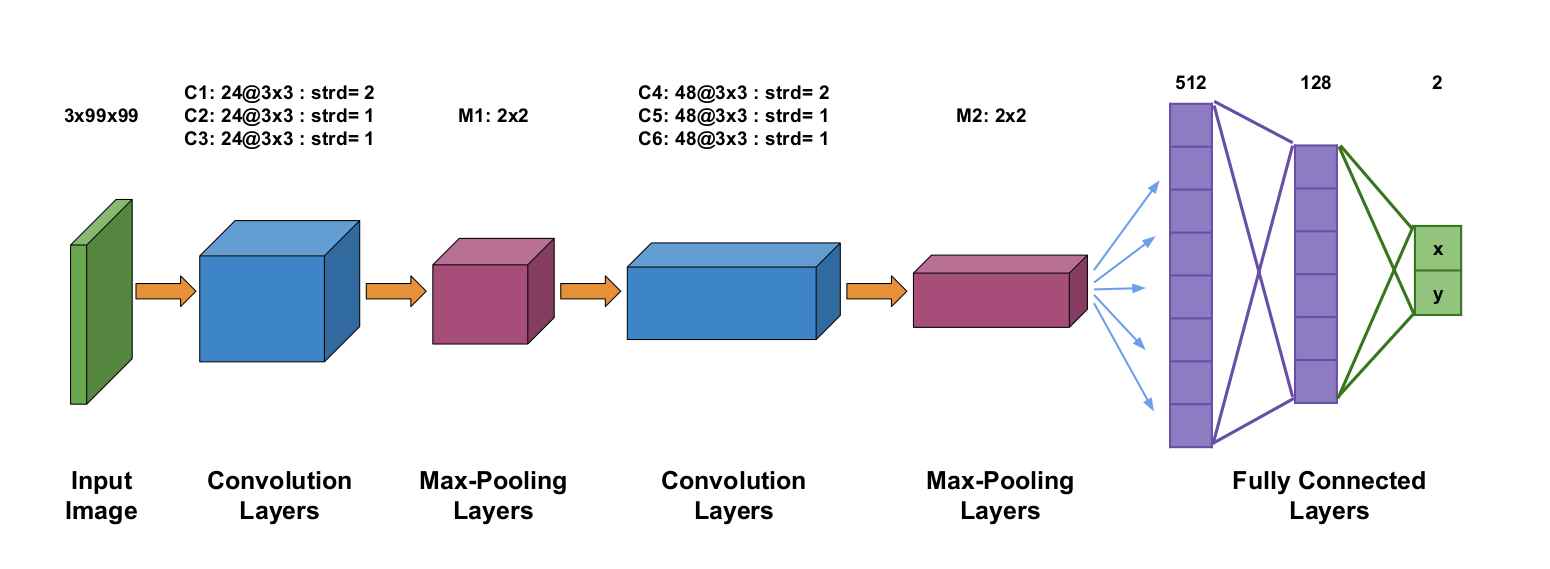 3x99x99
C1: 24@3x3 : strd= 2
C2: 24@3x3 : strd= 1
C3: 24@3x3 : strd= 1
M1: 2x2
C4: 48@3x3 : strd= 2
C5: 48@3x3 : strd= 1
C6: 48@3x3 : strd= 1
M2: 2x2
512
128
2
x
y
Input
Image
Convolution
Layers
Max-Pooling
Layers
Convolution
Layers
Max-Pooling
Layers
Fully Connected
Layers